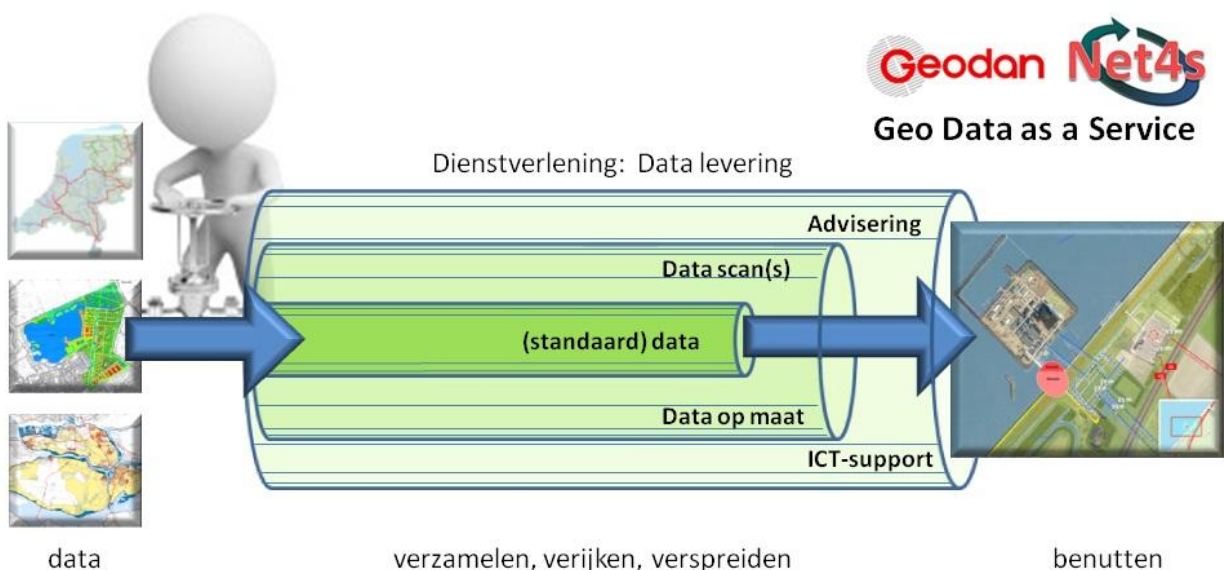 Geodan Net4s
Geo Data as a Service
Dienstverlening: Data levering
Advisering
Data scan(s)
(standaard) data
Data op maat
ICT-support
data
verzamelen, verijken, verspreiden
benutten